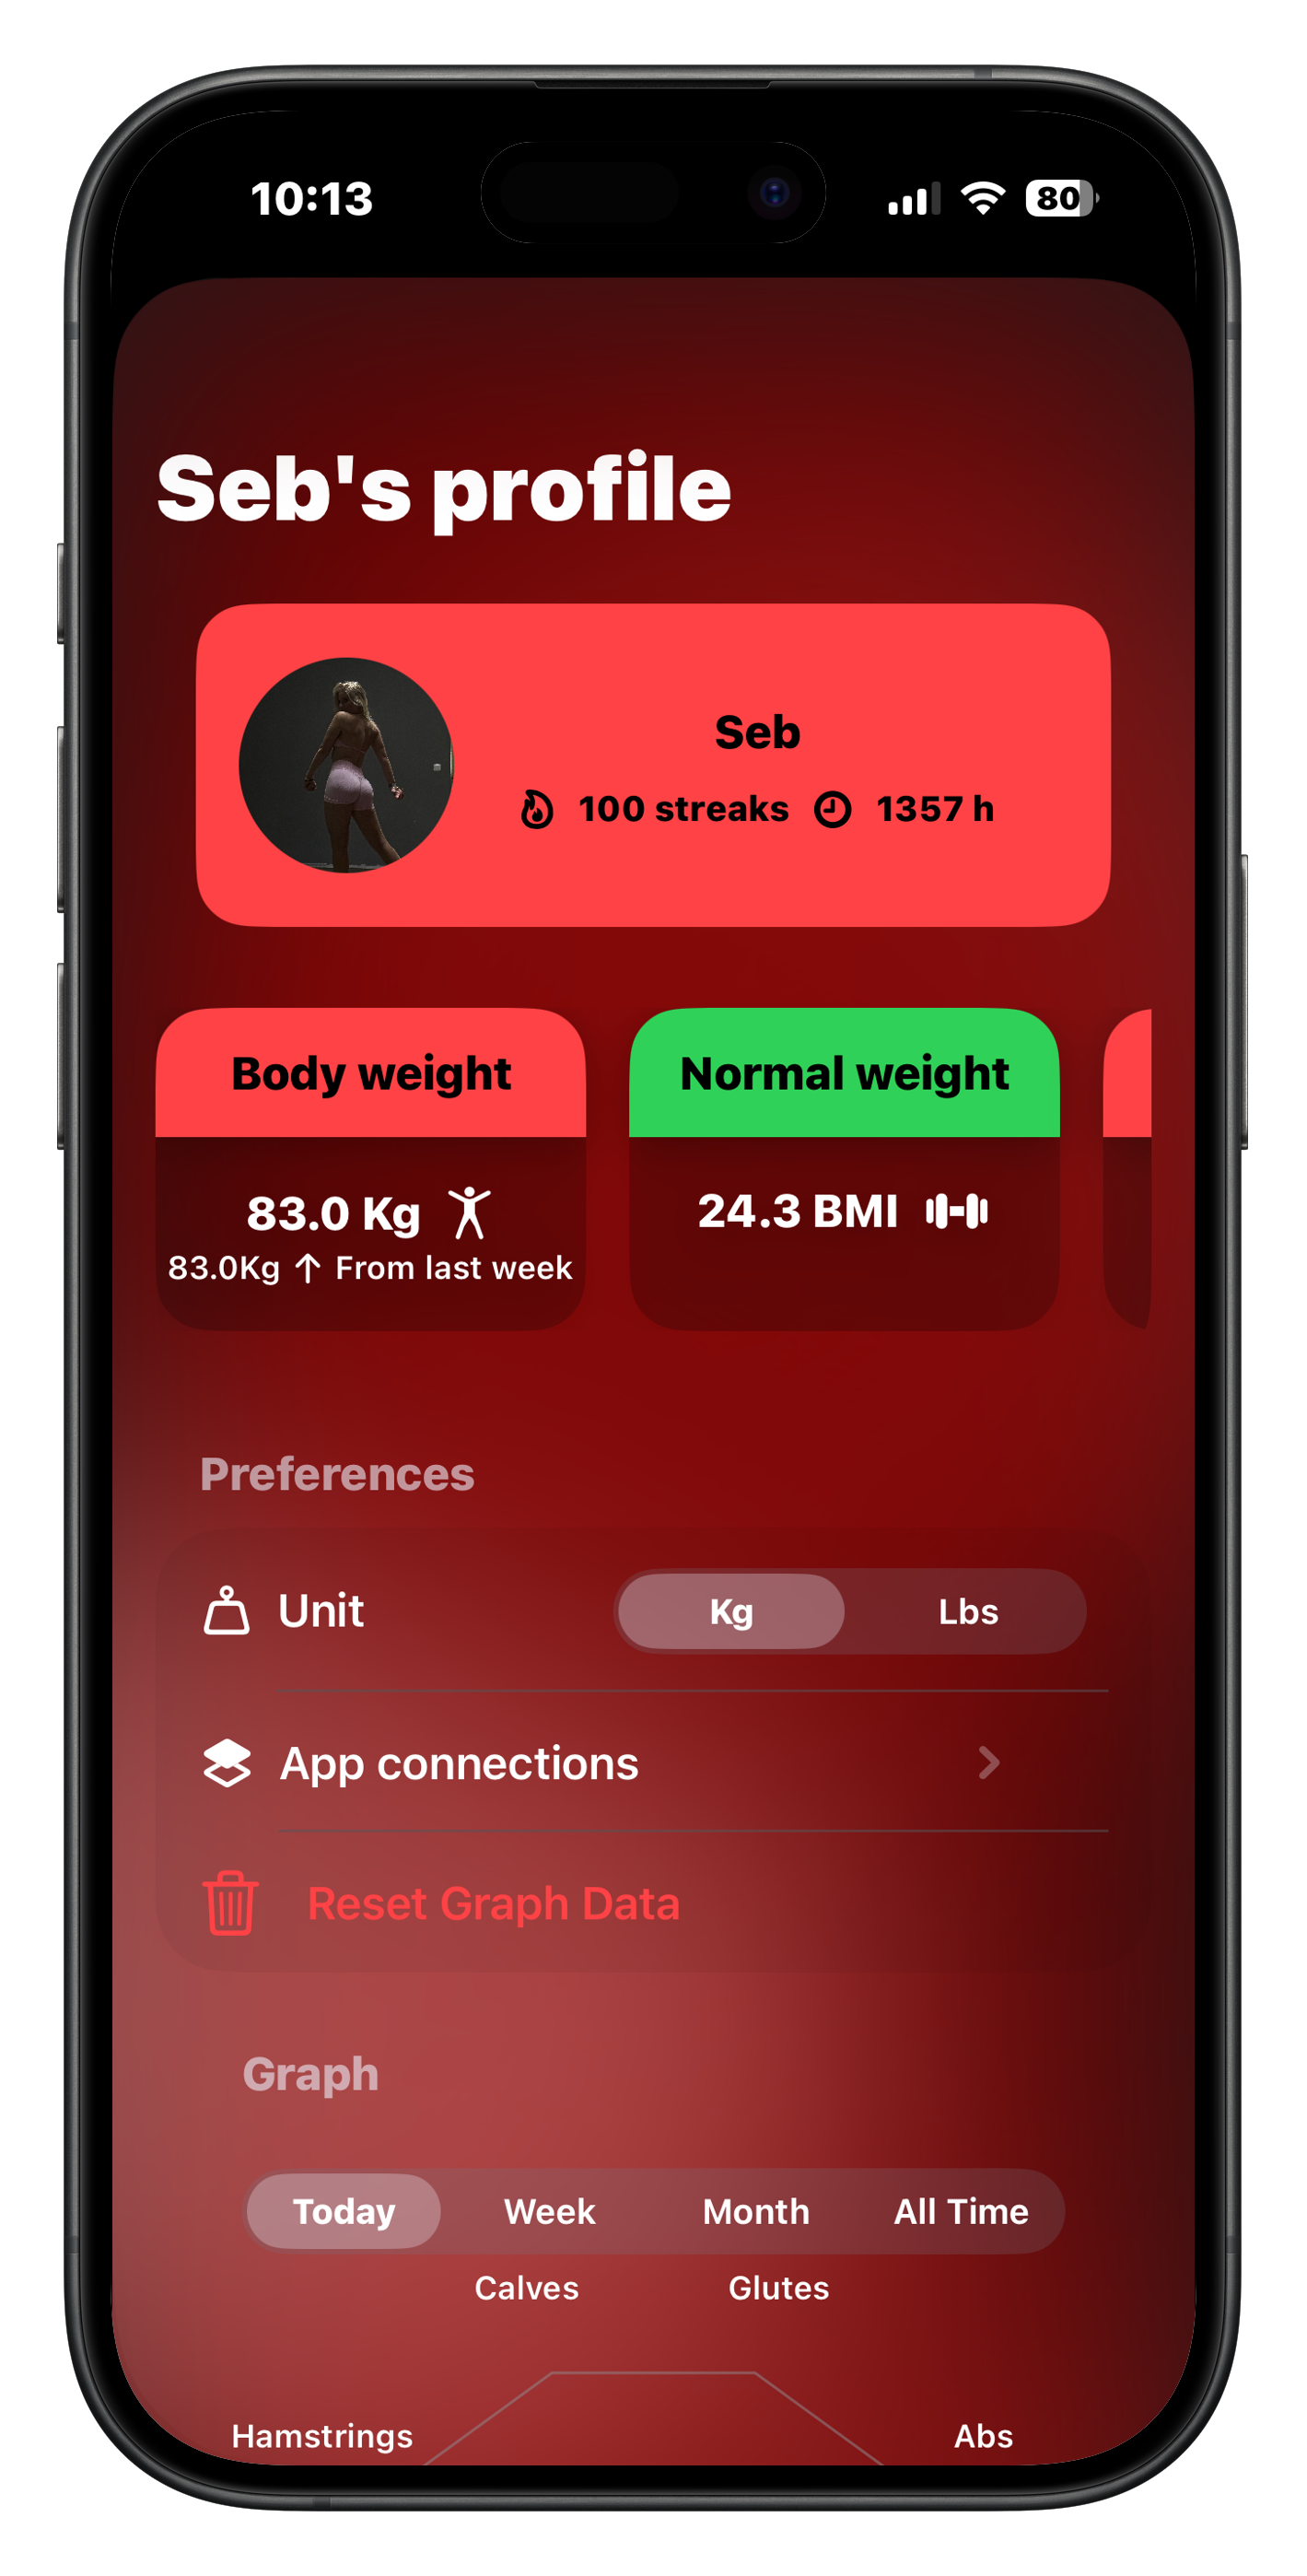 10:13
80
Seb's profile
Seb
100 streaks 1357 h
Body weight
Normal weight
83.0 Kg
24.3 BMI
83.0Kg ↑ From last week
Preferences
Unit Kg Lbs
App connections
Reset Graph Data
Graph
Today Week Month All Time
Calves Glutes
Hamstrings Abs